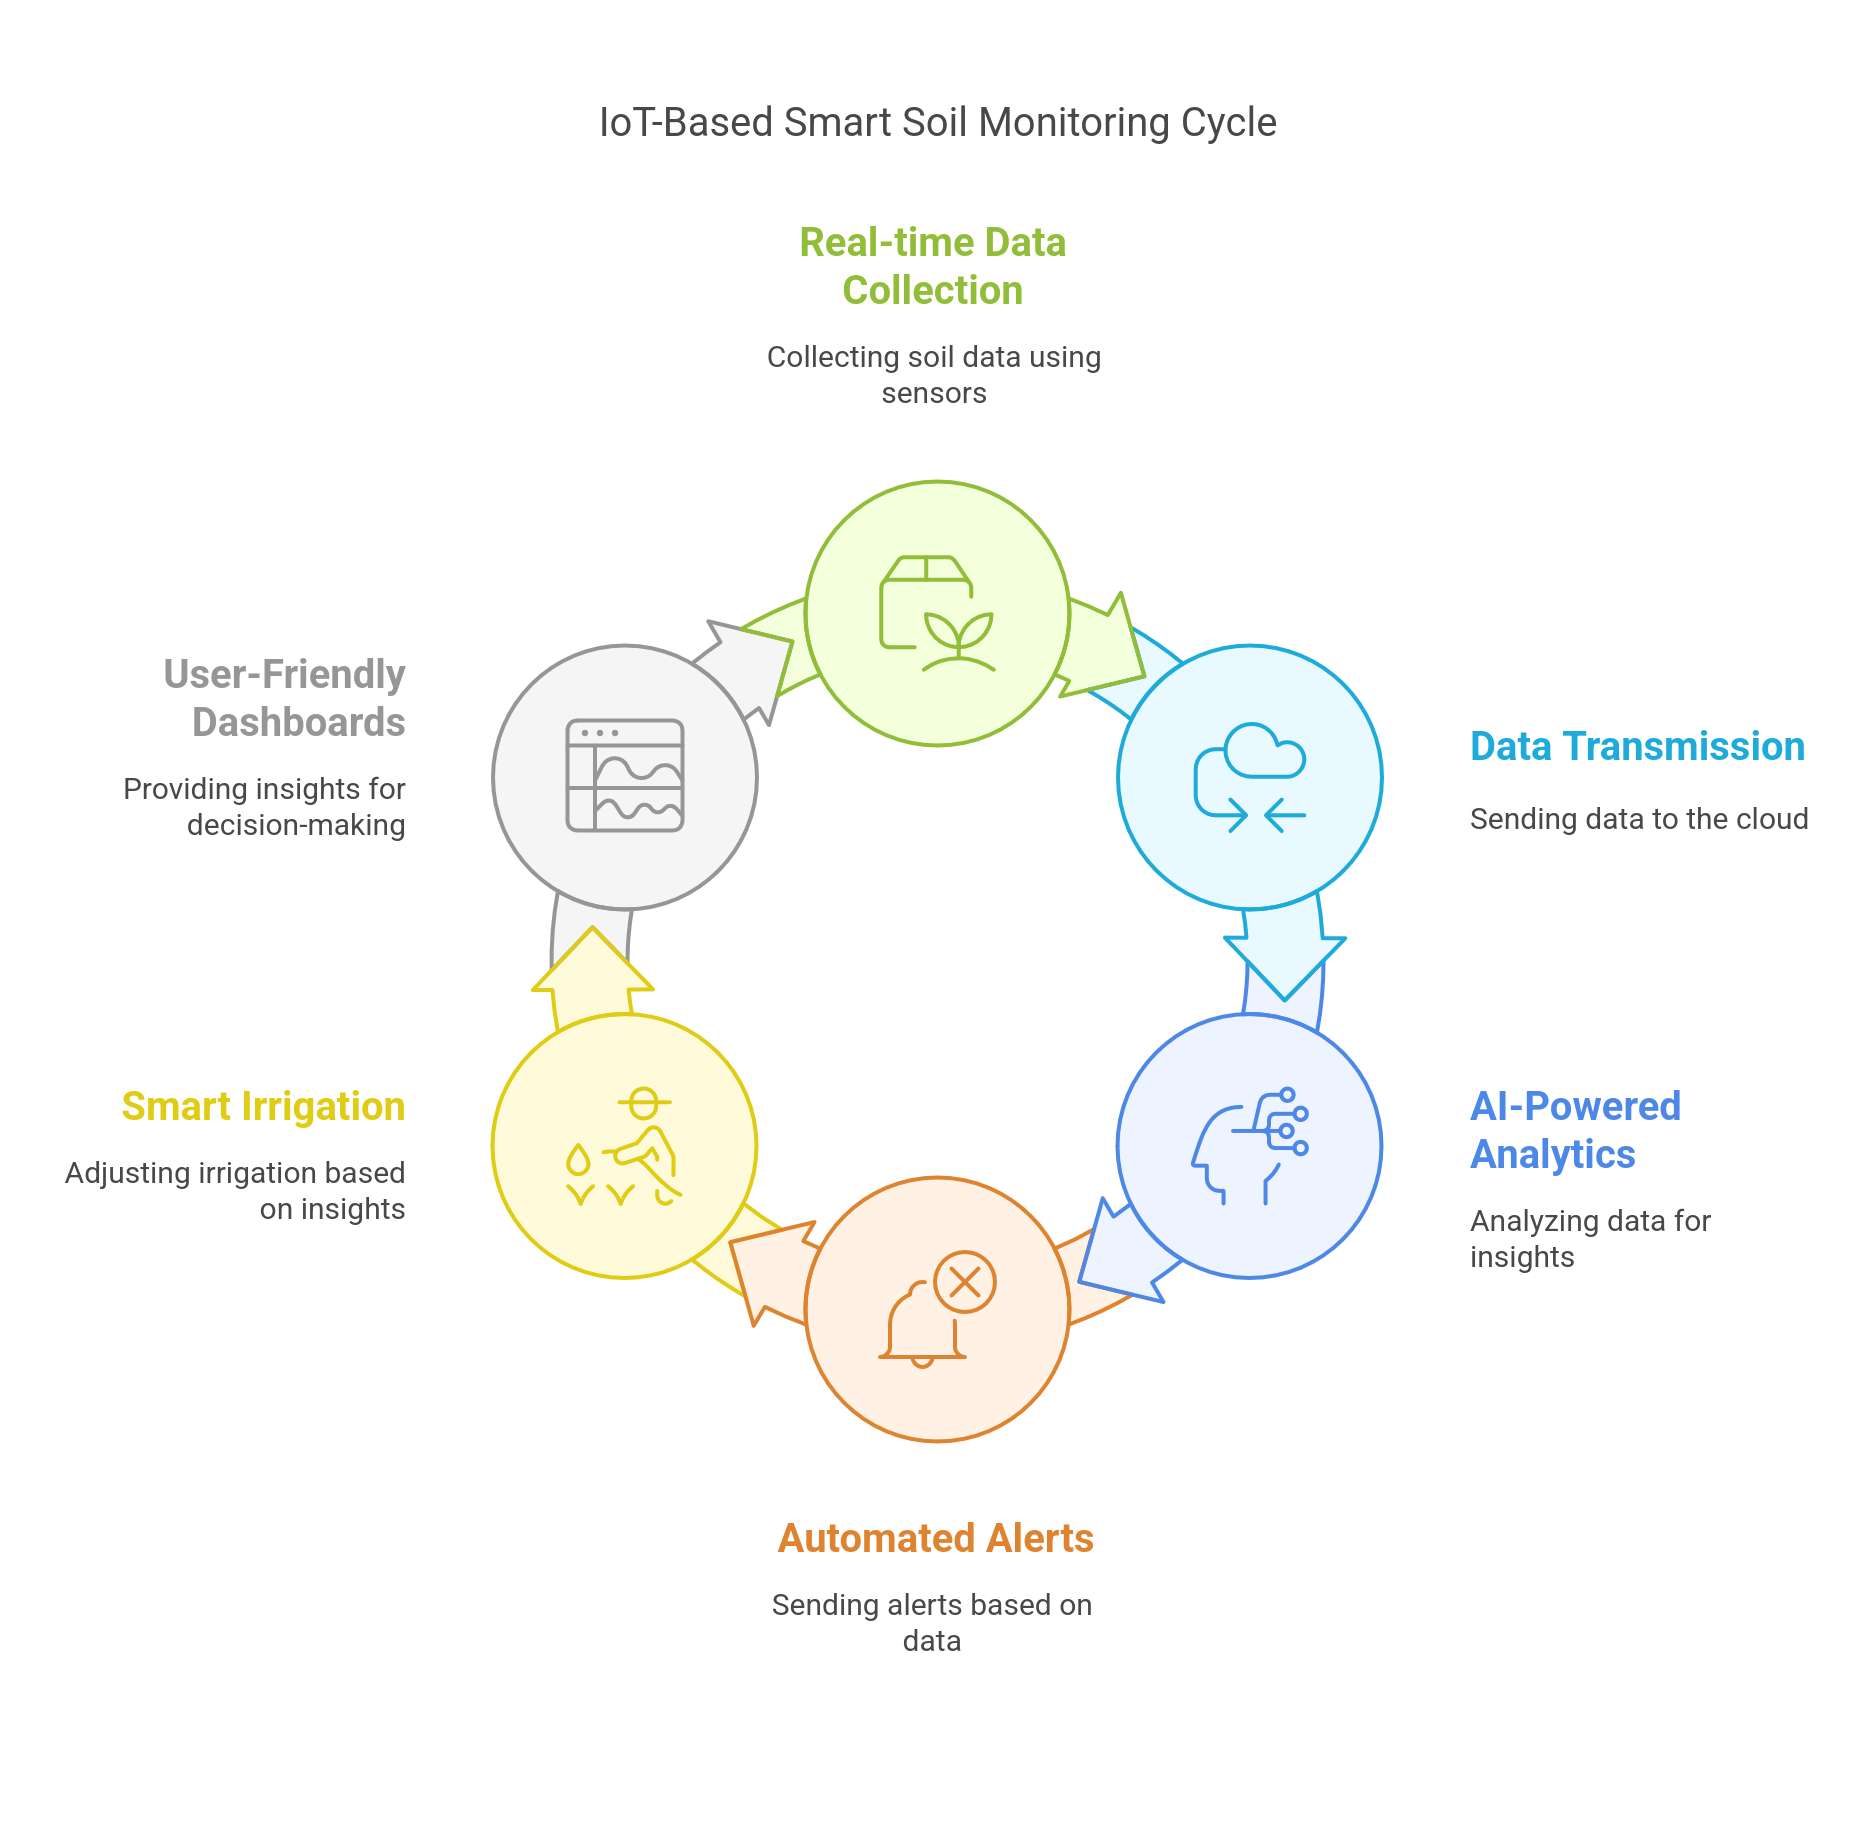 IoT-Based Smart Soil Monitoring Cycle
Real-time Data
Collection
Collecting soil data using
sensors
User-Friendly
Dashboards
Providing insights for
decision-making
Data Transmission
Sending data to the cloud
Smart Irrigation
Adjusting irrigation based
on insights
AI-Powered
Analytics
Analyzing data for
insights
Automated Alerts
Sending alerts based on
data